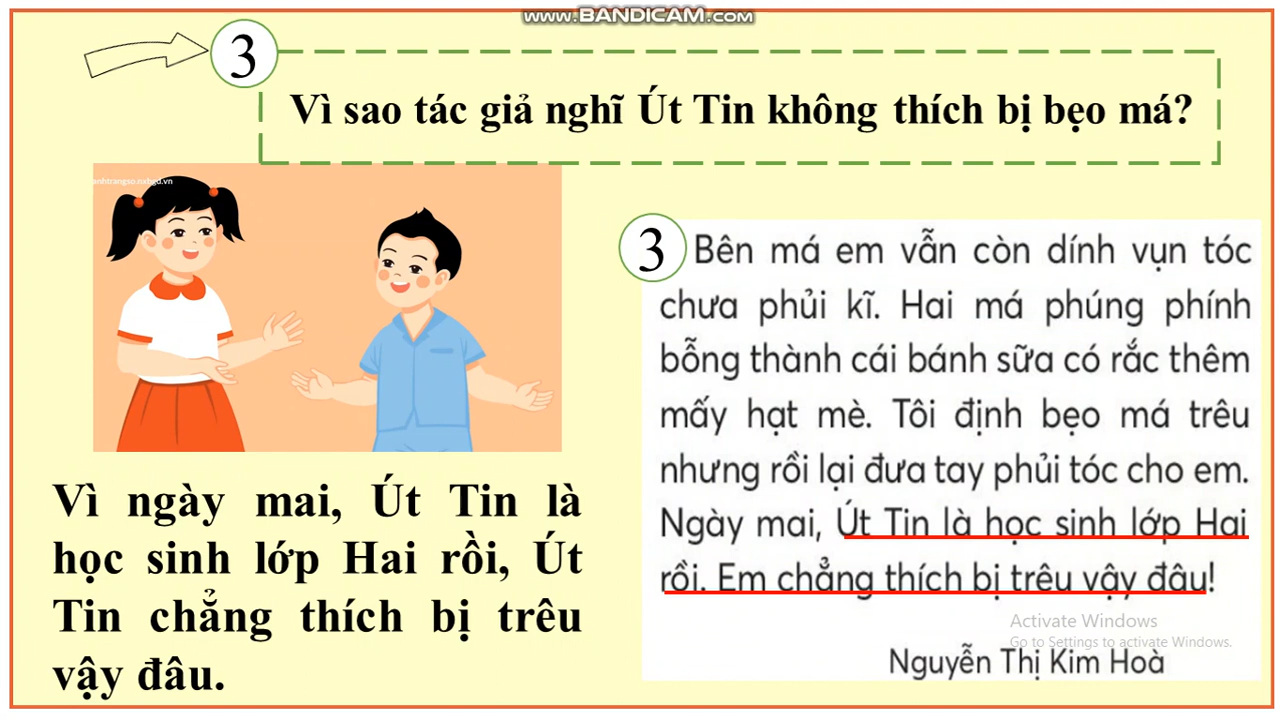 WWW.BANDICAM.COM
3
Vì sao tác giả nghĩ Út Tin không thích bị bẹo má?
anhtrangso.nxbgd.vn
3
Bên má em vẫn còn dính vụn tóc
chưa phủi kĩ. Hai má phúng phính
bỗng thành cái bánh sữa có rắc thêm
mấy hạt mè. Tôi định bẹo má trêu
nhưng rồi lại đưa tay phủi tóc cho em.
Ngày mai, Út Tin là học sinh lớp Hai
rồi. Em chẳng thích bị trêu vậy đâu!
Nguyễn Thị Kim Hoà
Vì ngày mai, Út Tin là
học sinh lớp Hai rồi, Út
Tin chẳng thích bị trêu
vậy đâu.
Activate Windows
Go to Settings to activate Windows.